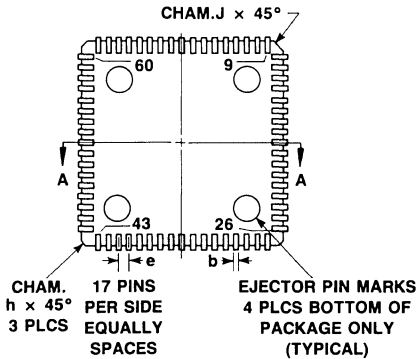 CHAM.J × 45°
60
9
A
A
43
26
e
b
CHAM.
h × 45°
3 PLCS
17 PINS
PER SIDE
EQUALLY
SPACES
EJECTOR PIN MARKS
4 PLCS BOTTOM OF
PACKAGE ONLY
(TYPICAL)